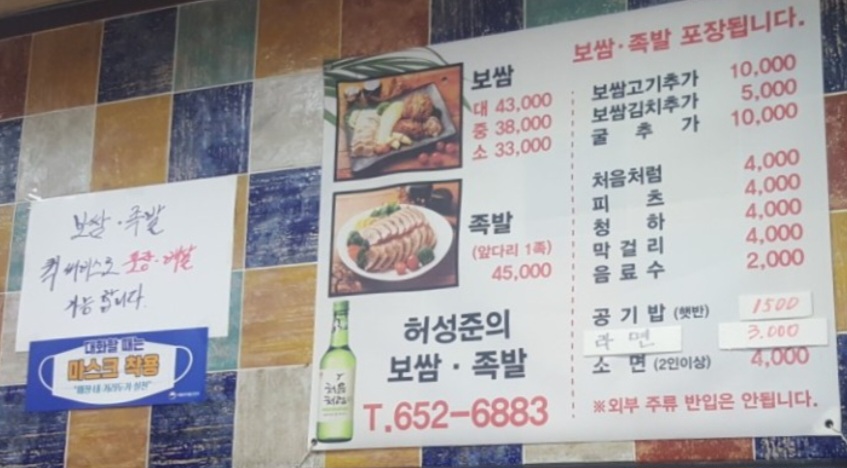 보쌈·족발 포장됩니다.
보쌈
대 43,000
중 38,000
소 33,000
족발
(앞다리 1족)
45,000
허성준의
보쌈·족발
T.652-6883
보쌈고기추가 10,000
보쌈김치추가 5,000
굴 추 가 10,000
처음처럼 4,000
피 츠 4,000
청 하 4,000
막 걸 리 4,000
음 료 수 2,000
공 기 밥 (햇반) 1500
라 면 3.000
소 면 (2인이상) 4,000
※외부 주류 반입은 안됩니다.
처음
처럼
보쌈·족발
퀵 써비스로 포장·배달
가능 합니다.
대화할 때는
마스크 착용